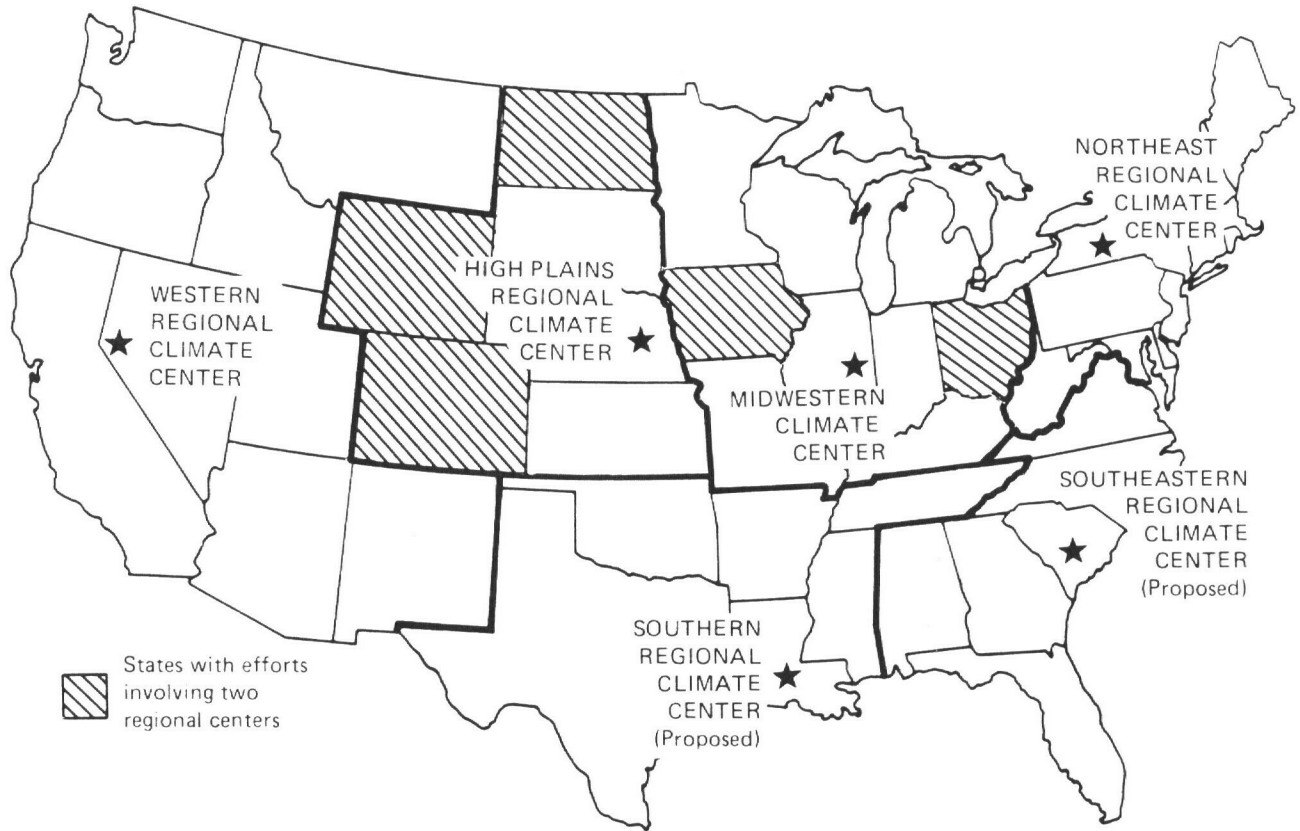 NORTHEAST
REGIONAL
CLIMATE
CENTER
HIGH PLAINS
REGIONAL
CLIMATE
CENTER
WESTERN
REGIONAL
CLIMATE
CENTER
MIDWESTERN
CLIMATE
CENTER
SOUTHEASTERN
REGIONAL
CLIMATE
CENTER
(Proposed)
SOUTHERN
REGIONAL
CLIMATE
CENTER
(Proposed)
States with efforts
involving two
regional centers